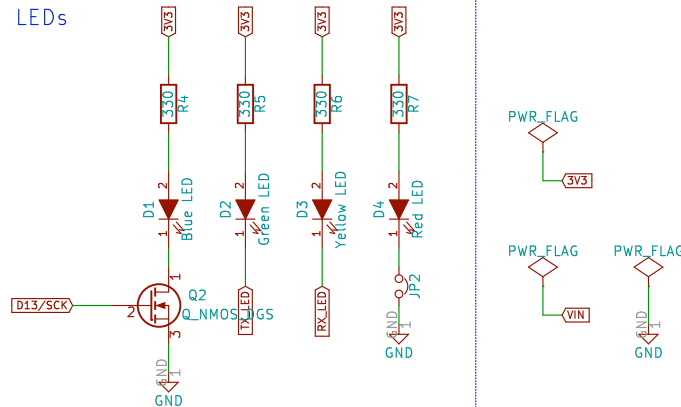 LEDs
3V3
3V3
3V3
3V3
330
R4
330
R5
330
R6
330
R7
PWR_FLAG
3V3
2
D1
Blue LED
1
2
D2
Green LED
1
2
D3
Yellow LED
1
2
D4
Red LED
1
PWR_FLAG
PWR_FLAG
VIN
D13/SCK
1
Q2
Q_NMOS_DGS
2
3
TX_LED
RX_LED
JP2
GND
1
GND
GND
1
GND
GND
1
GND